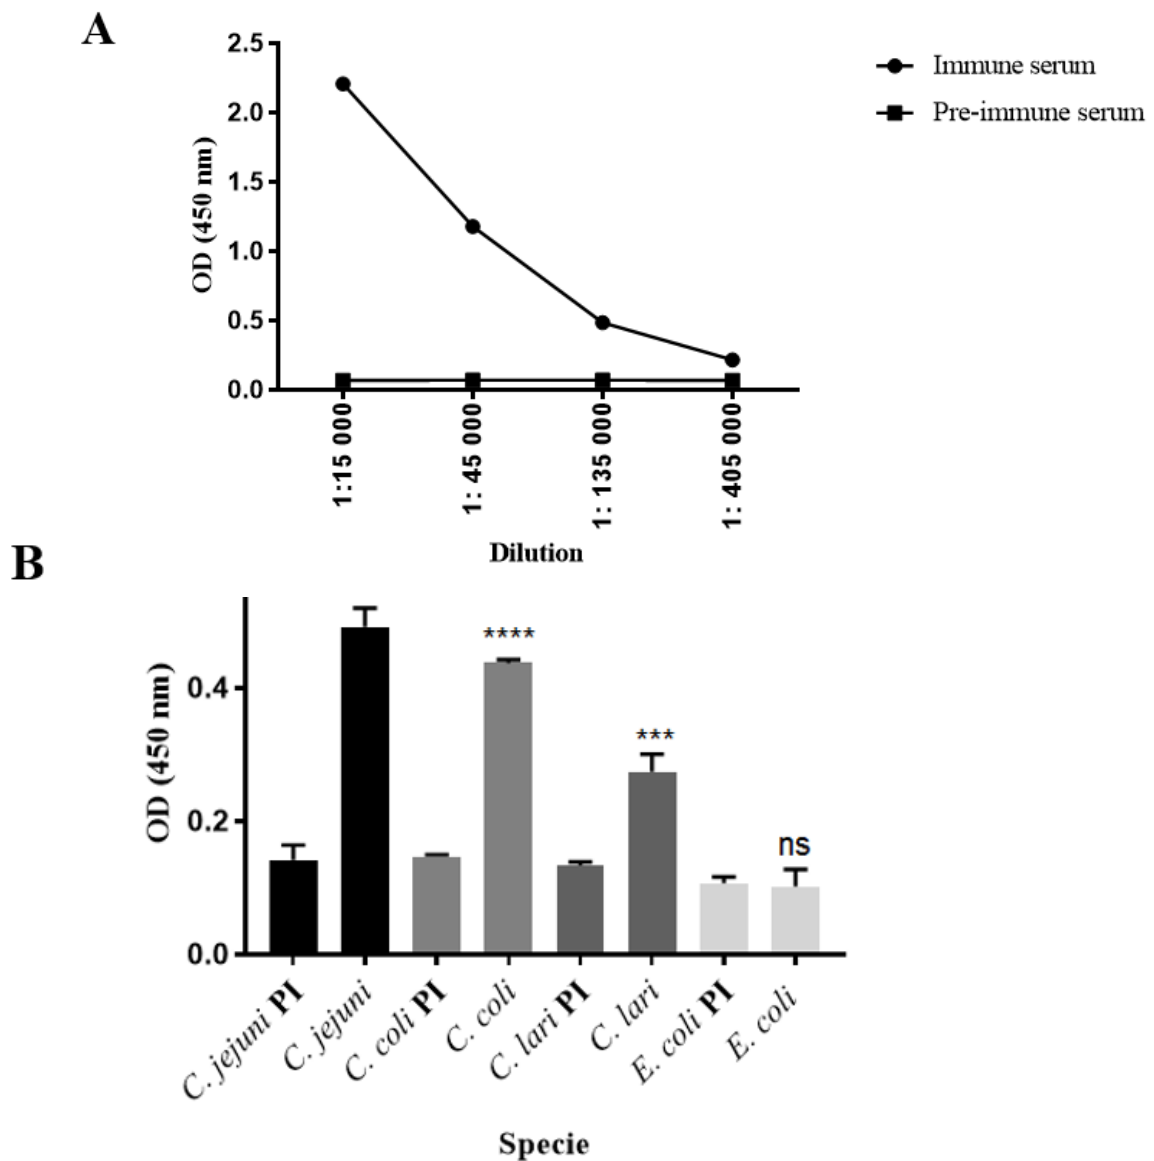 A
2.5
2.0
1.5
1.0
0.5
0.0
OD (450 nm)
1:15 000
1: 45 000
1: 135 000
1: 405 000
Dilution
Immune serum
Pre-immune serum
B
0.4
0.2
0.0
OD (450 nm)
****
***
ns
C. jejuni PI
C. jejuni
C. coli PI
C. coli
C. lari PI
C. lari
E. coli PI
E. coli
Specie